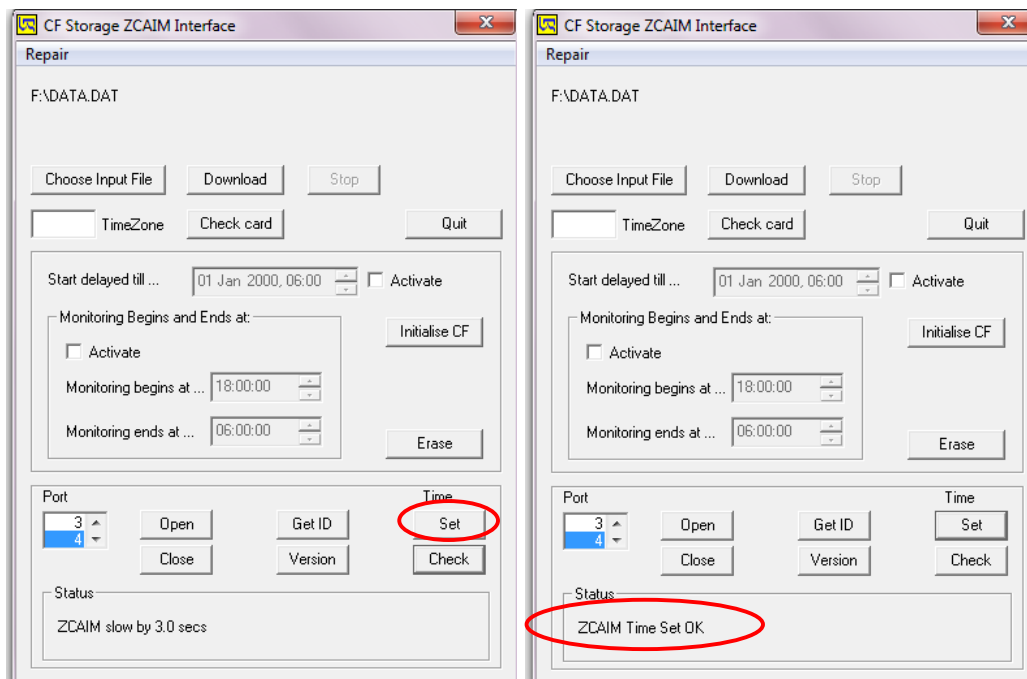 CF Storage ZCAIM Interface
Repair
F:\DATA.DAT
Choose Input File Download Stop
TimeZone Check card Quit
Start delayed till ... 01 Jan 2000, 06:00 Activate
Monitoring Begins and Ends at:
Initialise CF
Activate
Monitoring begins at ... 18:00:00
Monitoring ends at ... 06:00:00
Erase
Port Time
3 Open Get ID Set
4 Close Version Check
Status
ZCAIM slow by 3.0 secs
CF Storage ZCAIM Interface
Repair
F:\DATA.DAT
Choose Input File Download Stop
TimeZone Check card Quit
Start delayed till ... 01 Jan 2000, 06:00 Activate
Monitoring Begins and Ends at:
Initialise CF
Activate
Monitoring begins at ... 18:00:00
Monitoring ends at ... 06:00:00
Erase
Port Time
3 Open Get ID Set
4 Close Version Check
Status
ZCAIM Time Set OK